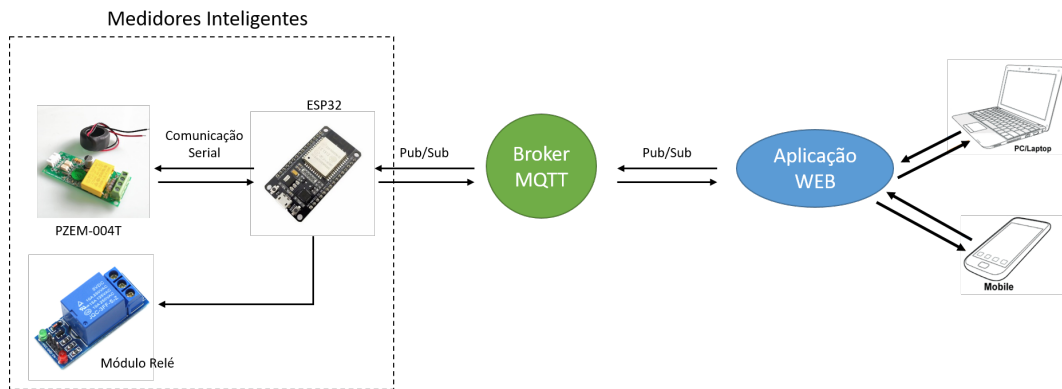 Medidores Inteligentes
ESP32
Comunicação
Serial
Pub/Sub
Broker
MQTT
Pub/Sub
Aplicação
WEB
PC/Laptop
PZEM-004T
Mobile
Módulo Relé